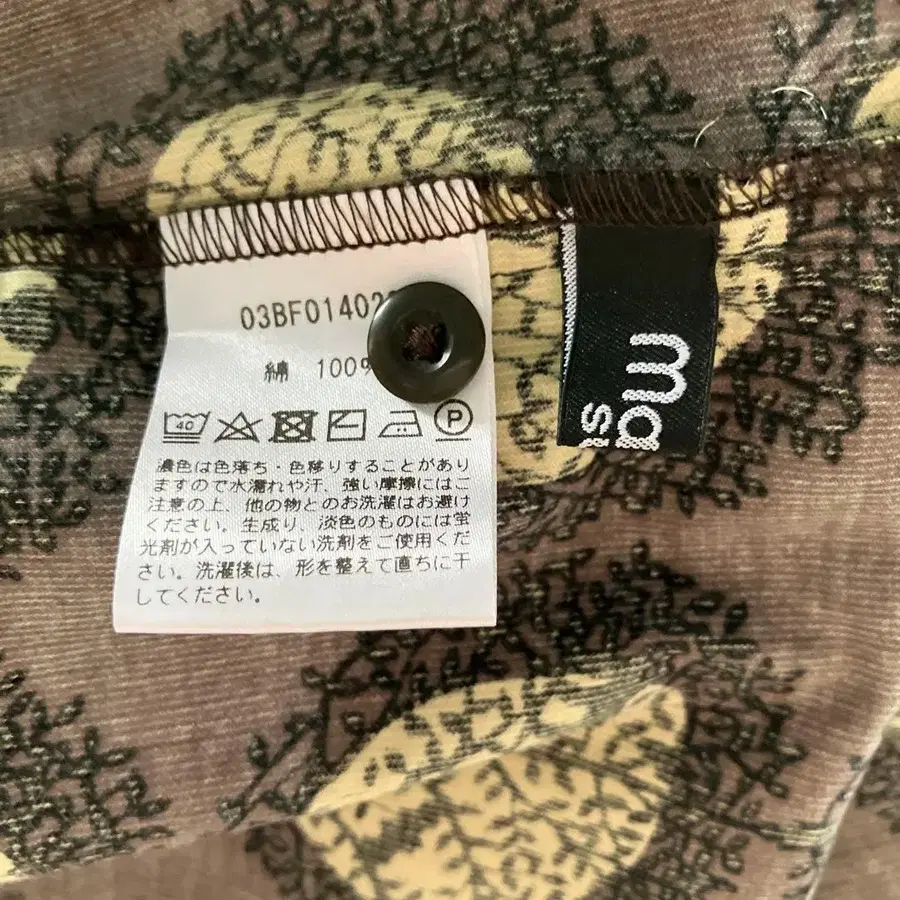 03BF01402
綿 100%
40
P
濃色は色落ち・色移りすることがあり
ますので水濡れや汗、強い摩擦にはご
注意の上、他の物とのお洗濯はお避け
ください。生成り、淡色のものには蛍
光剤が入っていない洗剤をご使用くだ
さい。洗濯後は、形を整えて直ちに干
してください。